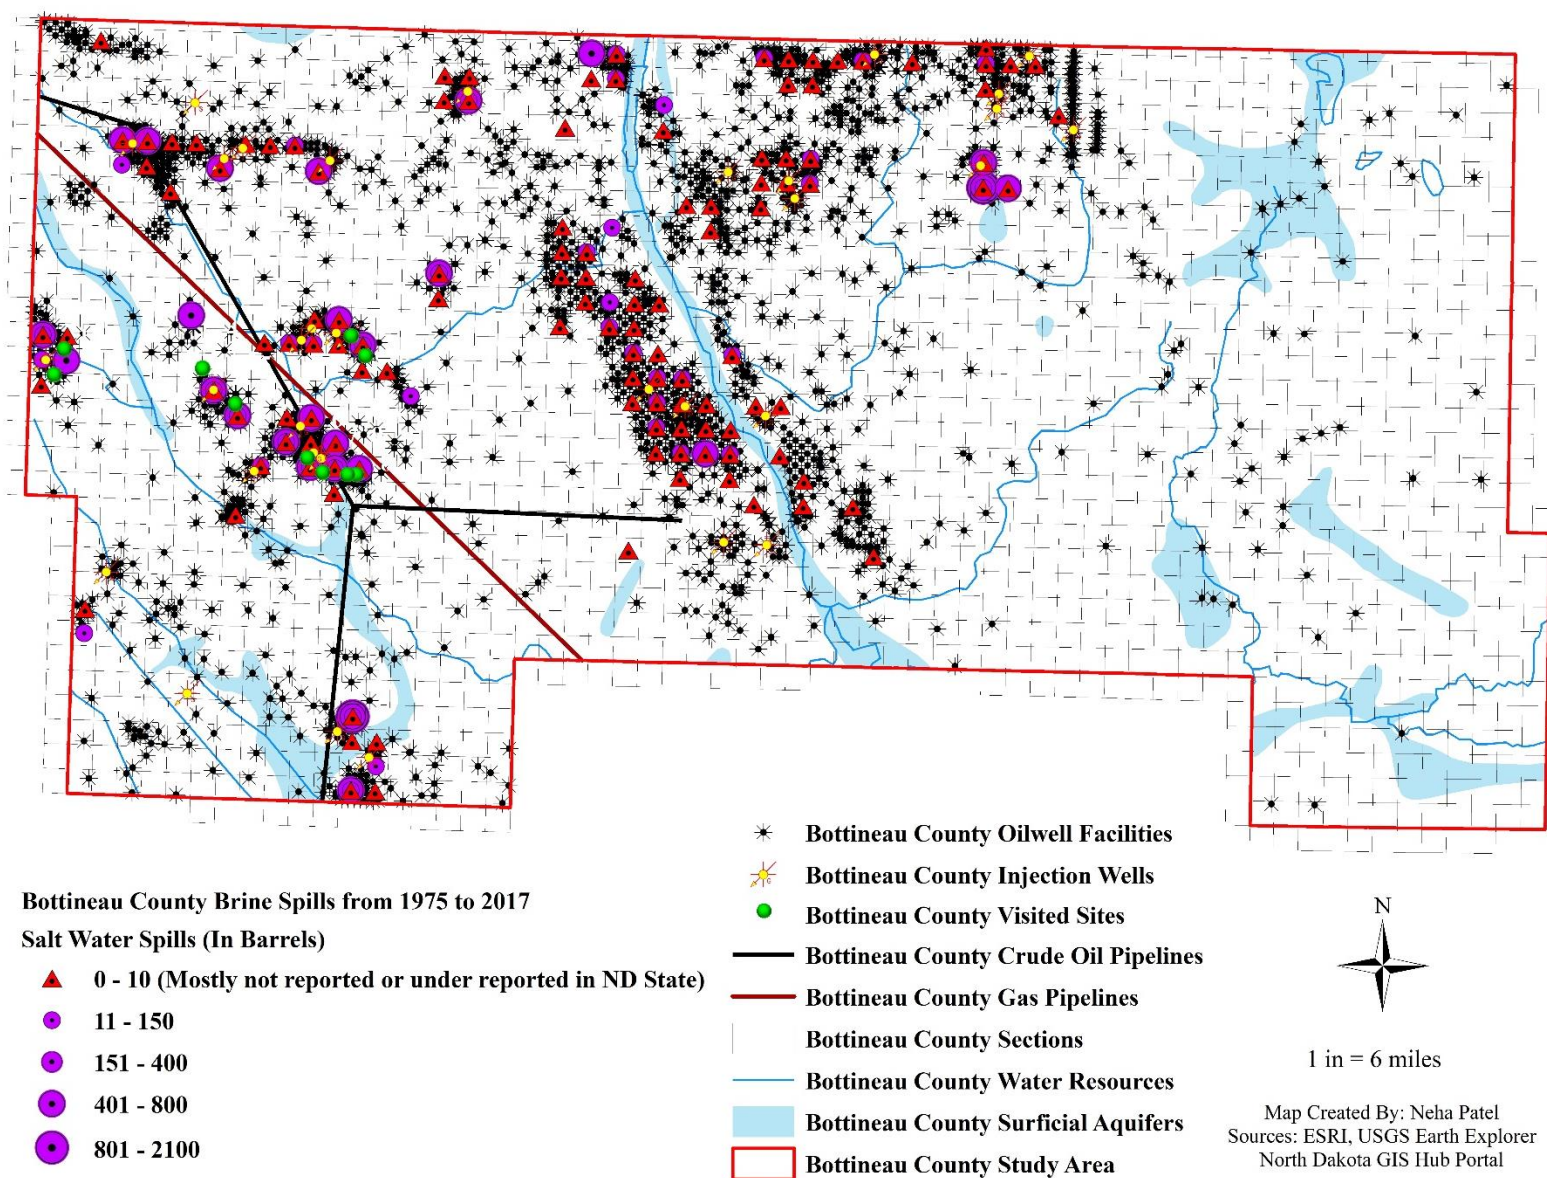 Bottineau County Brine Spills from 1975 to 2017
Salt Water Spills (In Barrels)
0 - 10 (Mostly not reported or under reported in ND State)
11 - 150
151 - 400
401 - 800
801 - 2100
Bottineau County Oilwell Facilities
Bottineau County Injection Wells
Bottineau County Visited Sites
Bottineau County Crude Oil Pipelines
Bottineau County Gas Pipelines
Bottineau County Sections
Bottineau County Water Resources
Bottineau County Surficial Aquifers
Bottineau County Study Area
N
1 in = 6 miles
Map Created By: Neha Patel
Sources: ESRI, USGS Earth Explorer
North Dakota GIS Hub Portal